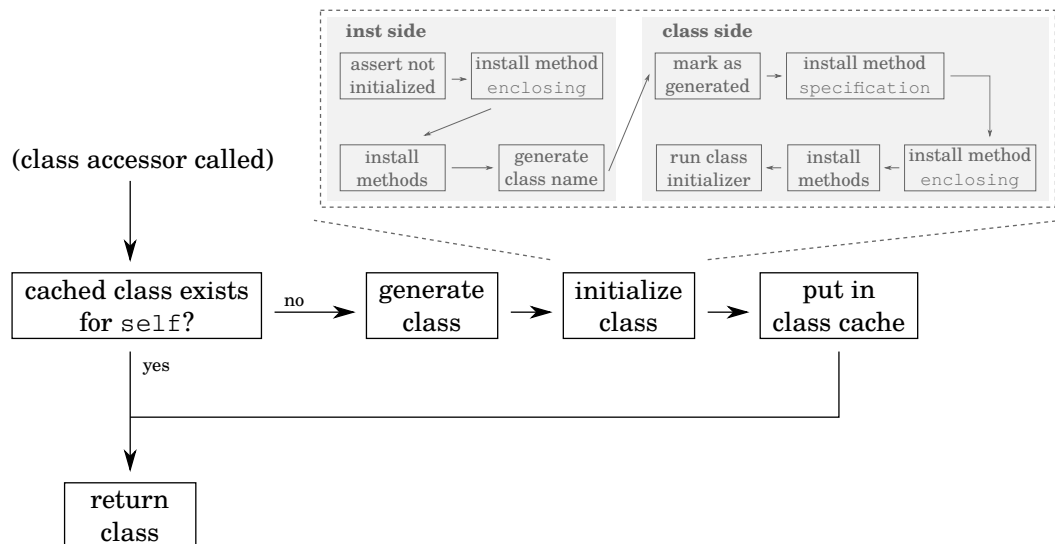 inst side
assert not
initialized
install method
enclosing
install
methods
generate
class name
class side
mark as
generated
install method
specification
install method
enclosing
install
methods
run class
initializer
(class accessor called)
cached class exists
for self?
no
generate
class
initialize
class
put in
class cache
yes
return
class